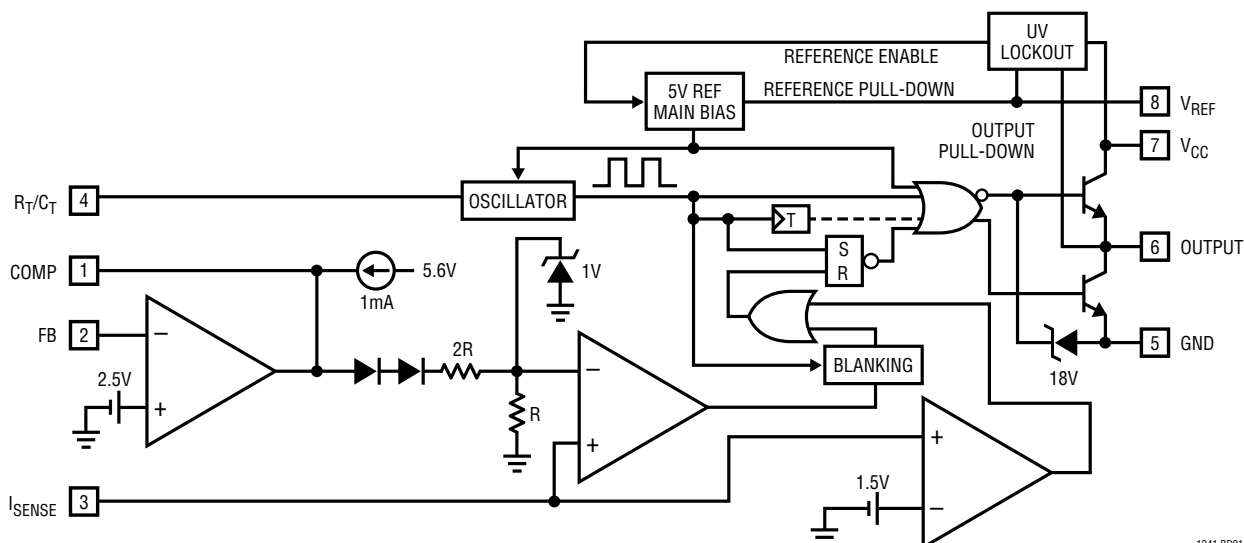 UV
LOCKOUT
REFERENCE ENABLE
5V REF
MAIN BIAS
REFERENCE PULL-DOWN
8 VREF
OUTPUT
PULL-DOWN
7 VCC
RT/CT 4
OSCILLATOR
T
S
R
6 OUTPUT
COMP 1
5.6V
1mA
1V
FB 2
–
2.5V
+
2R
R
–
+
BLANKING
18V
5 GND
ISENSE 3
+
1.5V
–